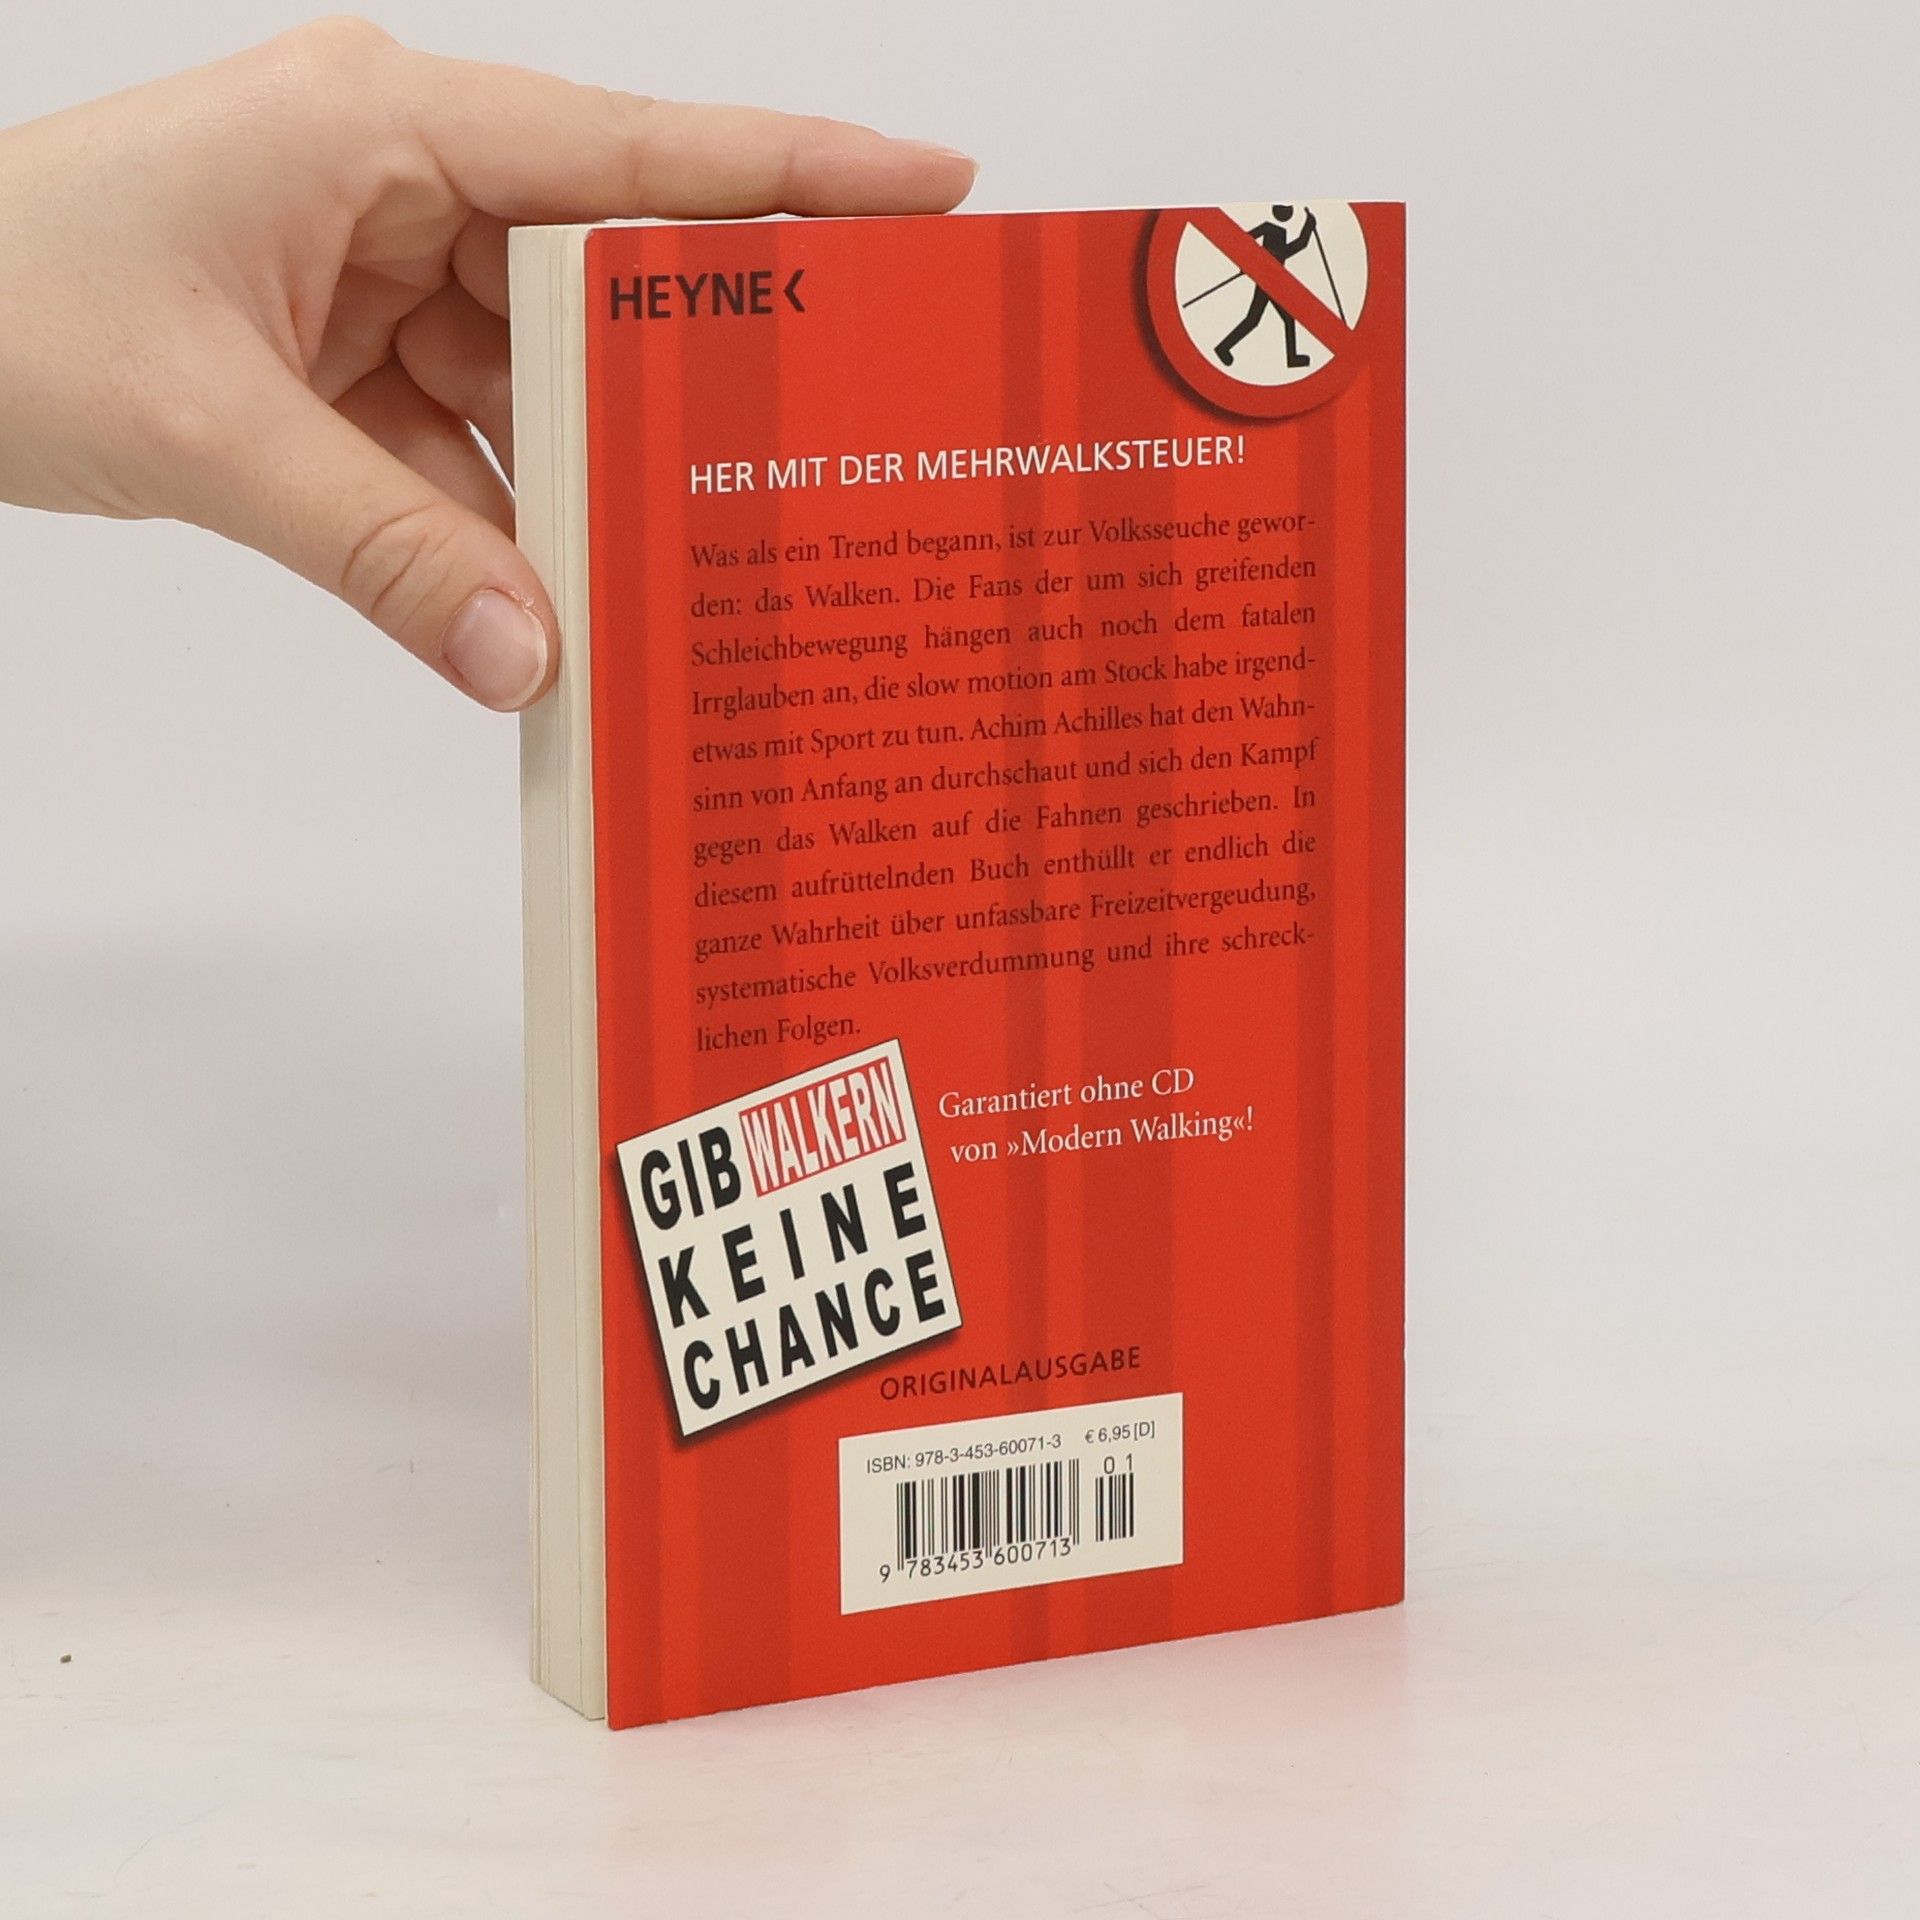 HEYNE<
HER MIT DER MEHRWALKSTEUER!
Was als ein Trend begann, ist zur Volksseuche gewor-
den: das Walken. Die Fans der um sich greifenden
Schleichbewegung hängen auch noch dem fatalen
Irrglauben an, die slow motion am Stock habe irgend-
etwas mit Sport zu tun. Achim Achilles hat den Wahn-
sinn von Anfang an durchschaut und sich den Kampf
gegen das Walken auf die Fahnen geschrieben. In
diesem aufrüttelnden Buch enthüllt er endlich die
ganze Wahrheit über unfassbare Freizeitvergeudung,
systematische Volksverdummung und ihre schreck-
lichen Folgen.
GIB WALKERN
KEINE
CHANCE
Garantiert ohne CD
von »Modern Walking«!
ORIGINALAUSGABE
ISBN: 978-3-453-60071-3 € 6,95 [D]
0 1
9 783453 600713